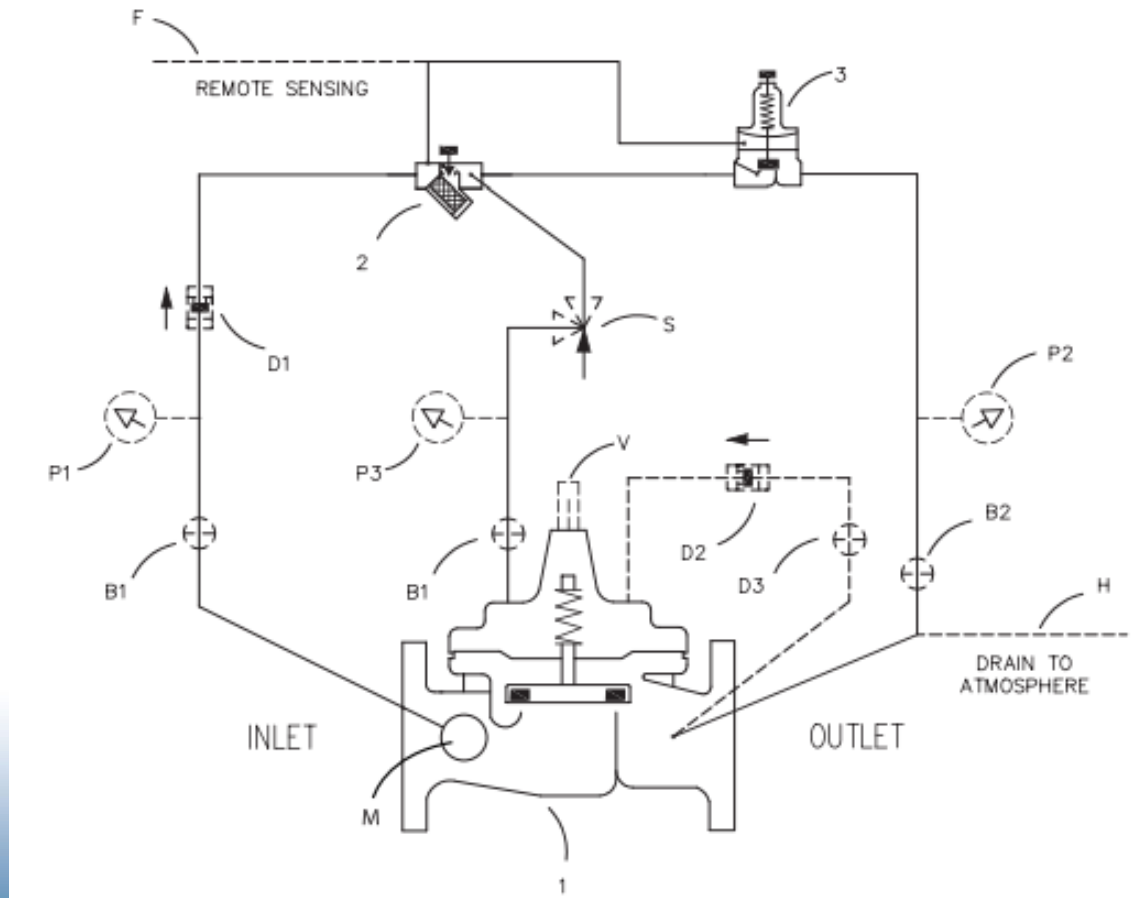 F
REMOTE SENSING
3
2
D1
S
P2
P1
P3
V
D2
B2
B1
B1
D3
H
DRAIN TO
ATMOSPHERE
INLET
OUTLET
M
1